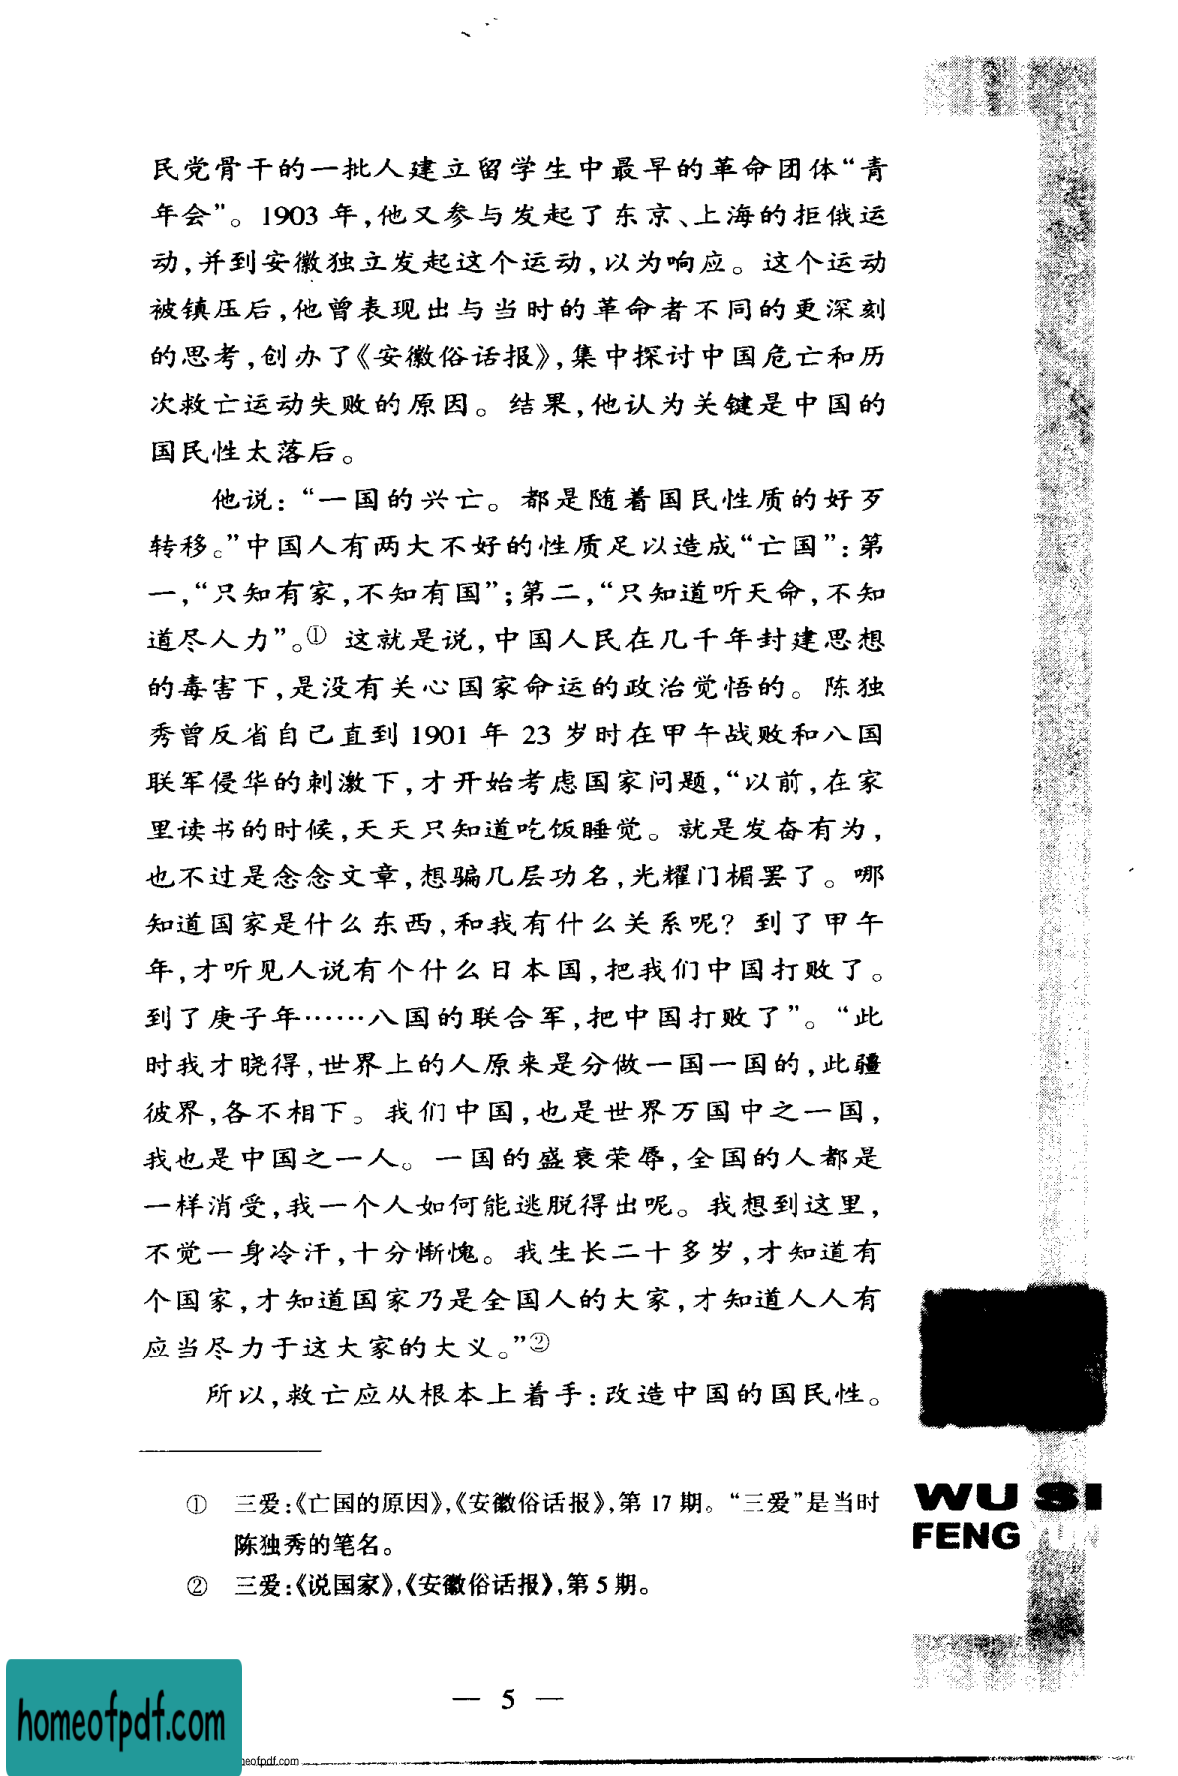 民党骨干的一批人建立留学生中最早的革命团体“青
年会”。1903 年,他又参与发起了东京、上海的拒俄运
动,并到安徽独立发起这个运动,以为响应。这个运动
被镇压后,他曾表现出与当时的革命者不同的更深刻
的思考,创办了《安徽俗话报》,集中探讨中国危亡和历
次救亡运动失败的原因。结果,他认为关键是中国的
国民性太落后。
他说:“一国的兴亡。都是随着国民性质的好歹
转移。”中国人有两大不好的性质足以造成“亡国”:第
一,“只知有家,不知有国”;第二,“只知道听天命,不知
道尽人力”。① 这就是说,中国人民在几千年封建思想
的毒害下,是没有关心国家命运的政治觉悟的。陈独
秀曾反省自己直到 1901 年 23 岁时在甲午战败和八国
联军侵华的刺激下,才开始考虑国家问题,“以前,在家
里读书的时候,天天只知道吃饭睡觉。就是发奋有为,
也不过是念念文章,想骗几层功名,光耀门楣罢了。哪
知道国家是什么东西,和我有什么关系呢?到了甲午
年,才听见人说有个什么日本国,把我们中国打败了。
到了庚子年……八国的联合军,把中国打败了”。“此
时我才晓得,世界上的人原来是分做一国一国的,此疆
彼界,各不相下。我们中国,也是世界万国中之一国,
我也是中国之一人。一国的盛衰荣辱,全国的人都是
一样消受,我一个人如何能逃脱得出呢。我想到这里,
不觉一身冷汗,十分惭愧。我生长二十多岁,才知道有
个国家,才知道国家乃是全国人的大家,才知道人人有
应当尽力于这大家的大义。”②
所以,救亡应从根本上着手:改造中国的国民性。
① 三爱:《亡国的原因》,《安徽俗话报》,第 17 期。“三爱”是当时
陈独秀的笔名。
② 三爱:《说国家》,《安徽俗话报》,第 5 期。
WU SI
FENG YUN
— 5 —
homeofpdf.com
eofpdf.com